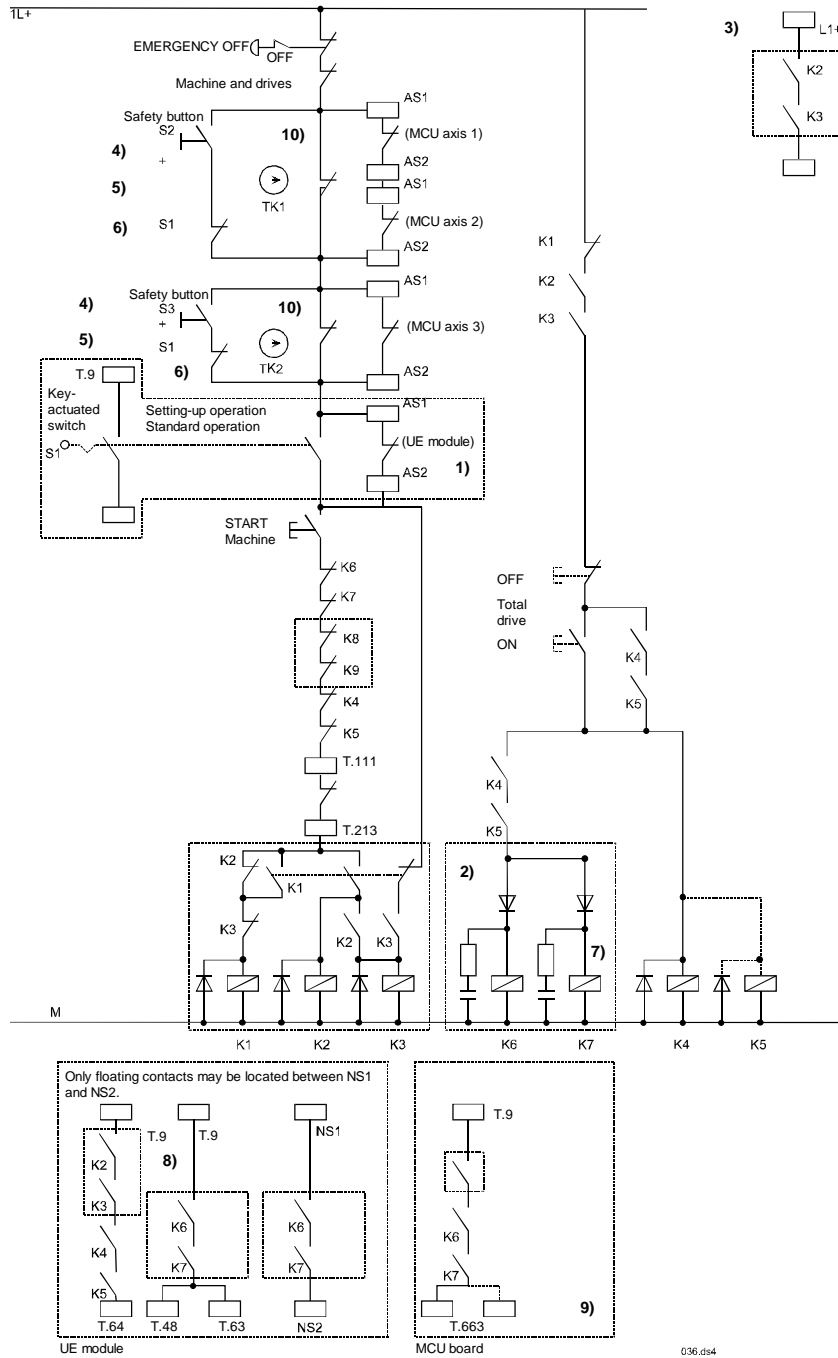 1L+
3)
L1+
EMERGENCY OFF
OFF
K2
Machine and drives
K3
AS1
Safety button
S2
10)
(MCU axis 1)
4)
+
AS2
5)
TK1
AS1
6)
S1
(MCU axis 2)
K1
AS2
K2
AS1
4)
Safety button
S3
10)
K3
5)
+
(MCU axis 3)
S1
6)
TK2
AS2
T.9
Key-
actuated
switch
Setting-up operation
Standard operation
AS1
S1
(UE module)
1)
AS2
START
Machine
K6
OFF
K7
Total
drive
K8
ON
K9
K4
K4
K5
K5
T.111
K4
T.213
K5
K2
2)
K1
K3
K2
K3
7)
M
K1
K2
K3
K6
K7
K4
K5
Only floating contacts may be located between NS1
and NS2.
T.9
T.9
NS1
T.9
K2
8)
K3
K6
K6
K6
K4
K7
K7
K7
K5
T.64
T.48
T.63
NS2
T.663
9)
UE module
MCU board
036.ds4